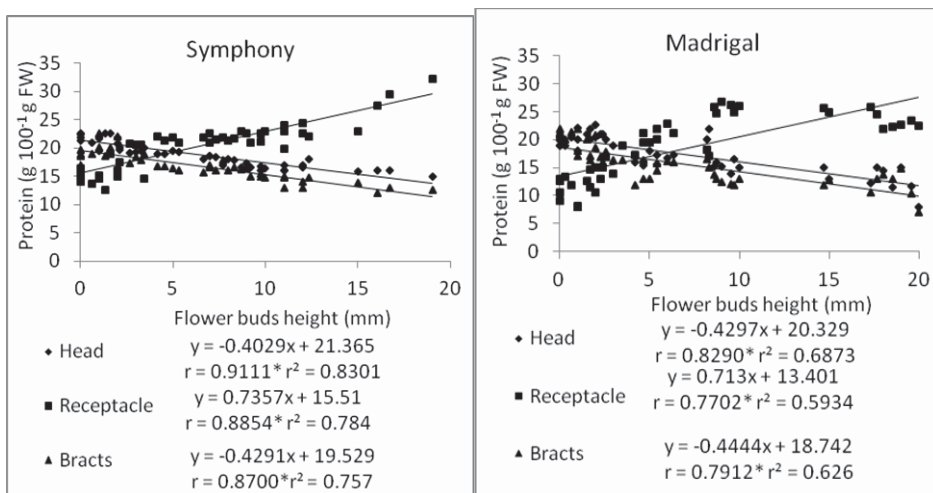 Symphony
Protein (g 100⁻¹ g FW)
35
30
25
20
15
10
5
0
0 5 10 15 20
Flower buds height (mm)
Head
y = -0.4029x + 21.365
r = 0.9111* r² = 0.8301
Receptacle
y = 0.7357x + 15.51
r = 0.8854* r² = 0.784
Bracts
y = -0.4291x + 19.529
r = 0.8700* r² = 0.757
Madrigal
Protein (g 100⁻¹ g FW)
35
30
25
20
15
10
5
0
0 5 10 15 20
Flower buds height (mm)
Head
y = -0.4297x + 20.329
r = 0.8290* r² = 0.6873
Receptacle
y = 0.713x + 13.401
r = 0.7702* r² = 0.5934
Bracts
y = -0.4444x + 18.742
r = 0.7912* r² = 0.626